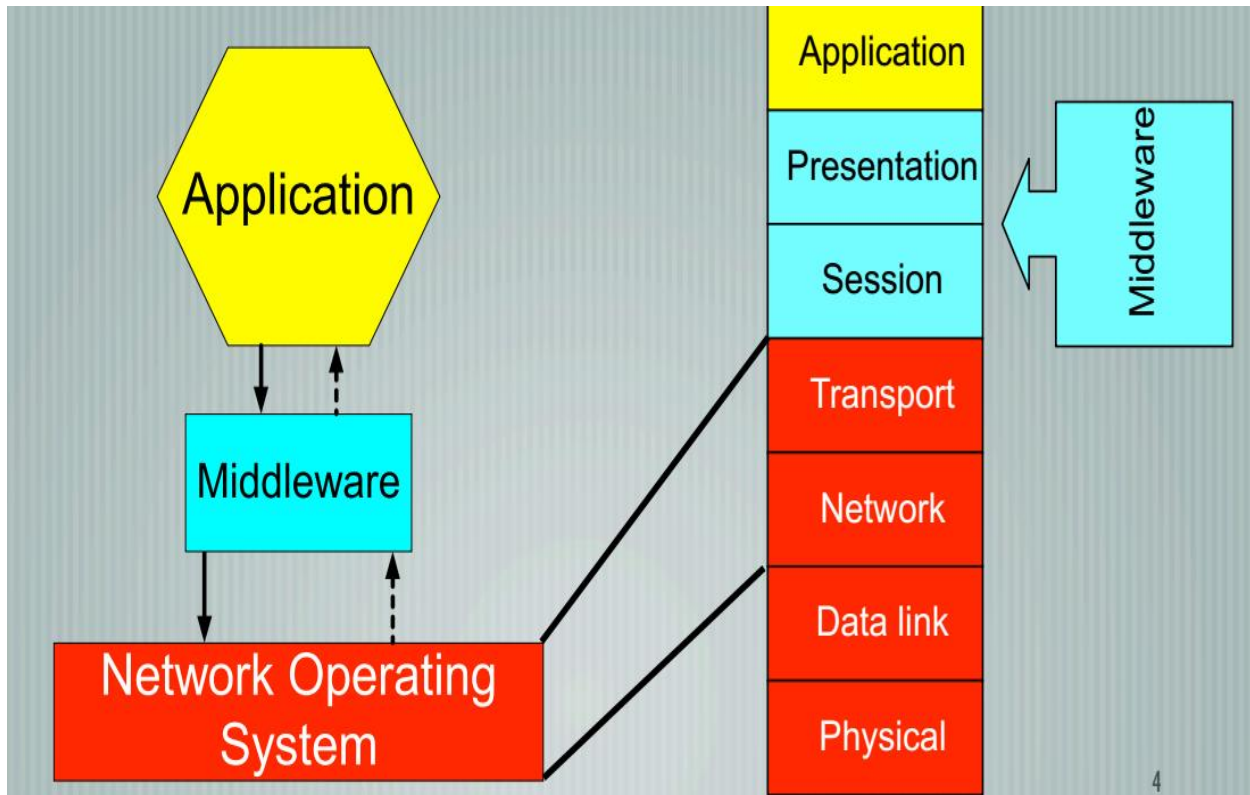 Application
Middleware
Network Operating
System
Application
Presentation
Session
Transport
Network
Data link
Physical
Middleware
4